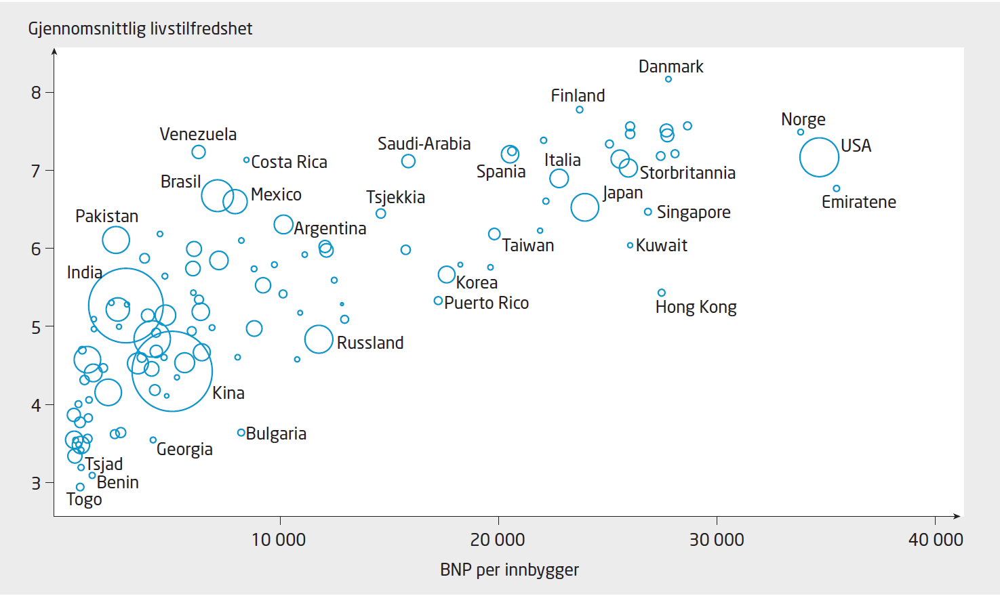 Gjennomsnittlig livstilfredshet
Danmark
8
Finland
Norge
Venezuela
Saudi-Arabia
USA
Costa Rica
Italia
7
Spania
Storbritannia
Brasil
Mexico
Tsjekkia
Japan
Emiratene
Pakistan
Singapore
Argentina
6
Taiwan
Kuwait
India
Korea
Puerto Rico
Hong Kong
5
Russland
Kina
4
Bulgaria
Georgia
Tsjad
3
Benin
Togo
10 000
20 000
30 000
40 000
BNP per innbygger